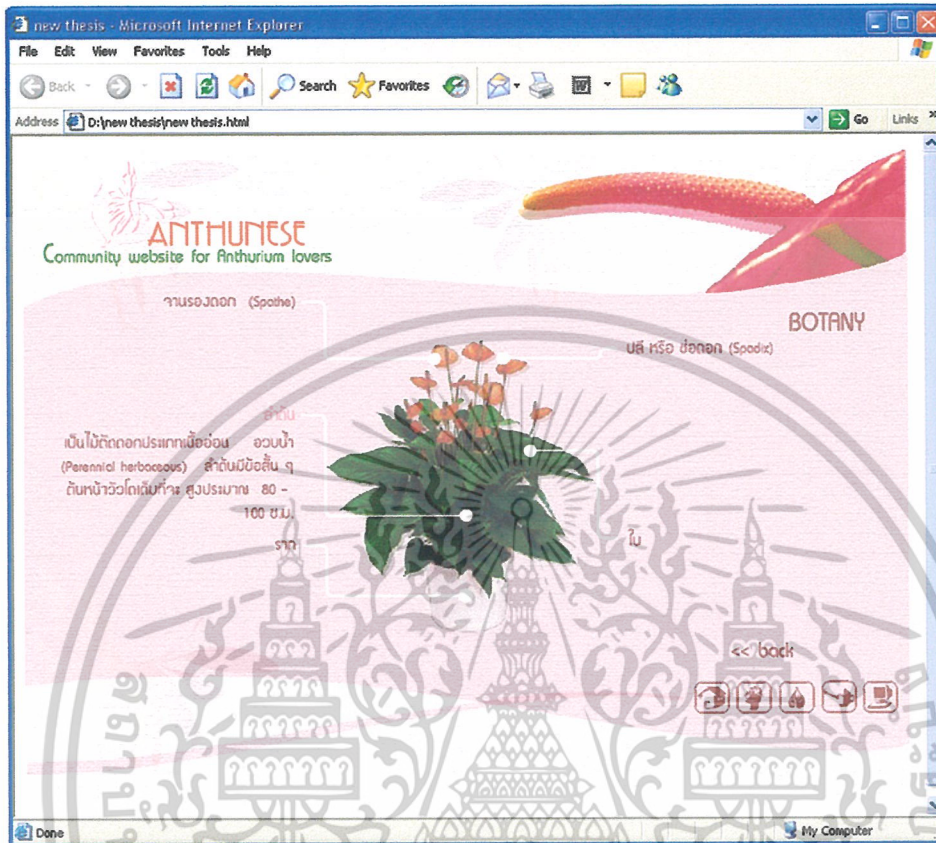 new thesis - Microsoft Internet Explorer
File Edit View Favorites Tools Help
Back Search Favorites
Address D:\new thesis\new thesis.html Go Links
ANTHUNESE
Community website for Anthurium lovers
จานรองดอก (Spathe)
BOTANY
ปลี หรือ ช่อดอก (Spadix)
ลำต้น
เป็นไม้ตัดดอกประเภทเนื้ออ่อน อวบน้ำ
(Perennial herbaceous) ลำต้นมีข้อสั้น ๆ
ต้นหน้าวัวโตเต็มที่จะ สูงประมาณ 80 -
100 ซ.ม.
ราก
ใบ
<< back
Done My Computer